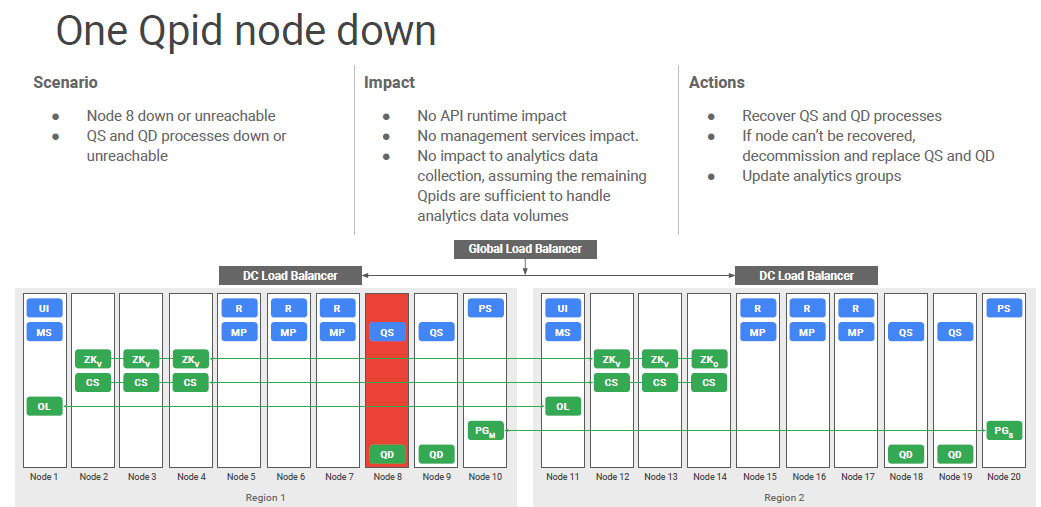 One Qpid node down
Scenario
● Node 8 down or unreachable
● QS and QD processes down or
unreachable
Impact
● No API runtime impact
● No management services impact.
● No impact to analytics data
collection, assuming the remaining
Qpids are sufficient to handle
analytics data volumes
Actions
● Recover QS and QD processes
● If node can't be recovered,
decommission and replace QS and QD
● Update analytics groups
Global Load Balancer
DC Load Balancer DC Load Balancer
UI R R R PS UI R R R PS
MS MP MP MP QS QS MS MP MP MP QS QS
ZKV ZKV ZKV ZKV ZKV ZKO
CS CS CS CS CS CS
OL OL
PGM PGS
QD QD QD QD
Node 1 Node 2 Node 3 Node 4 Node 5 Node 6 Node 7 Node 8 Node 9 Node 10 Node 11 Node 12 Node 13 Node 14 Node 15 Node 16 Node 17 Node 18 Node 19 Node 20
Region 1 Region 2